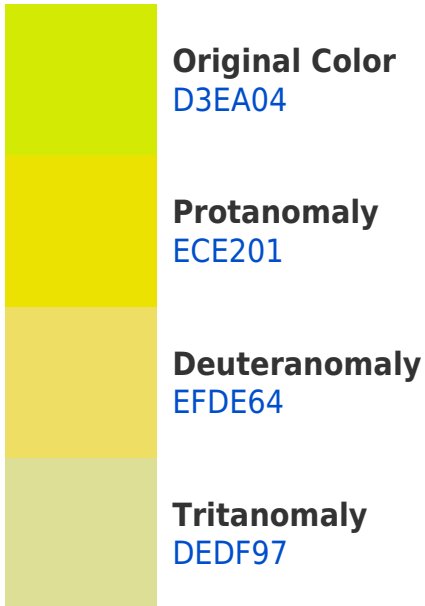 Original Color
D3EA04
Protanomaly
ECE201
Deuteranomaly
EFDE64
Tritanomaly
DEDF97